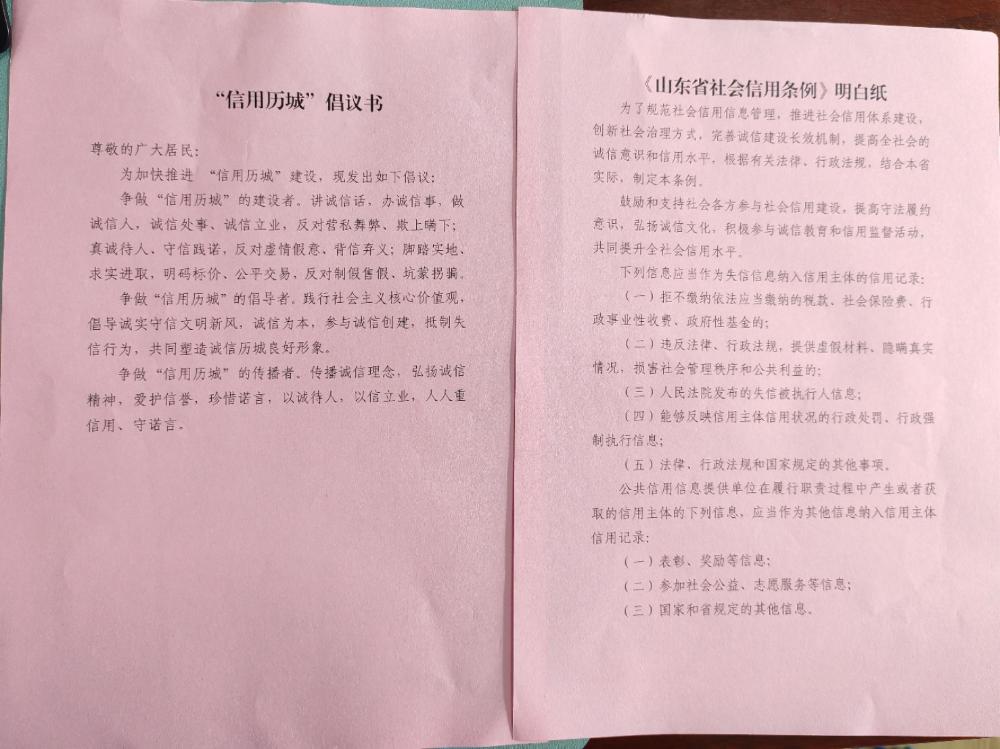 “信用历城”倡议书
尊敬的广大居民：
为加快推进 “信用历城”建设，现发出如下倡议：
争做“信用历城”的建设者。讲诚信话，办诚信事，做
诚信人，诚信处事、诚信立业，反对营私舞弊、欺上瞒下；
真诚待人、守信践诺，反对虚情假意、背信弃义；脚踏实地、
求实进取，明码标价、公平交易，反对制假售假、坑蒙拐骗。
争做“信用历城”的倡导者。践行社会主义核心价值观，
倡导诚实守信文明新风，诚信为本，参与诚信创建，抵制失
信行为，共同塑造诚信历城良好形象。
争做“信用历城”的传播者、传播诚信理念，弘扬诚信
精神，爱护信誉，珍惜诺言，以诚待人，以信立业，人人重
信用、守诺言。
《山东省社会信用条例》明白纸
为了规范社会信用信息管理，推进社会信用体系建设，
创新社会治理方式，完善诚信建设长效机制，提高全社会的
诚信意识和信用水平，根据有关法律、行政法规，结合本省
实际，制定本条例。
鼓励和支持社会各方参与社会信用建设，提高守法履约
意识，弘扬诚信文化，积极参与诚信教育和信用监督活动，
共同提升全社会信用水平。
下列信息应当作为失信信息纳入信用主体的信用记录：
（一）拒不缴纳依法应当缴纳的税款、社会保险费、行
政事业性收费、政府性基金的；
（二）违反法律、行政法规，提供虚假材料、隐瞒真实
情况，损害社会管理秩序和公共利益的；
（三）人民法院发布的失信被执行人信息；
（四）能够反映信用主体信用状况的行政处罚、行政强
制执行信息；
（五）法律、行政法规和国家规定的其他事项。
公共信用信息提供单位在履行职责过程中产生或者获
取的信用主体的下列信息，应当作为其他信息纳入信用主体
信用记录：
（一）表彰、奖励等信息；
（二）参加社会公益、志愿服务等信息；
（三）国家和省规定的其他信息。